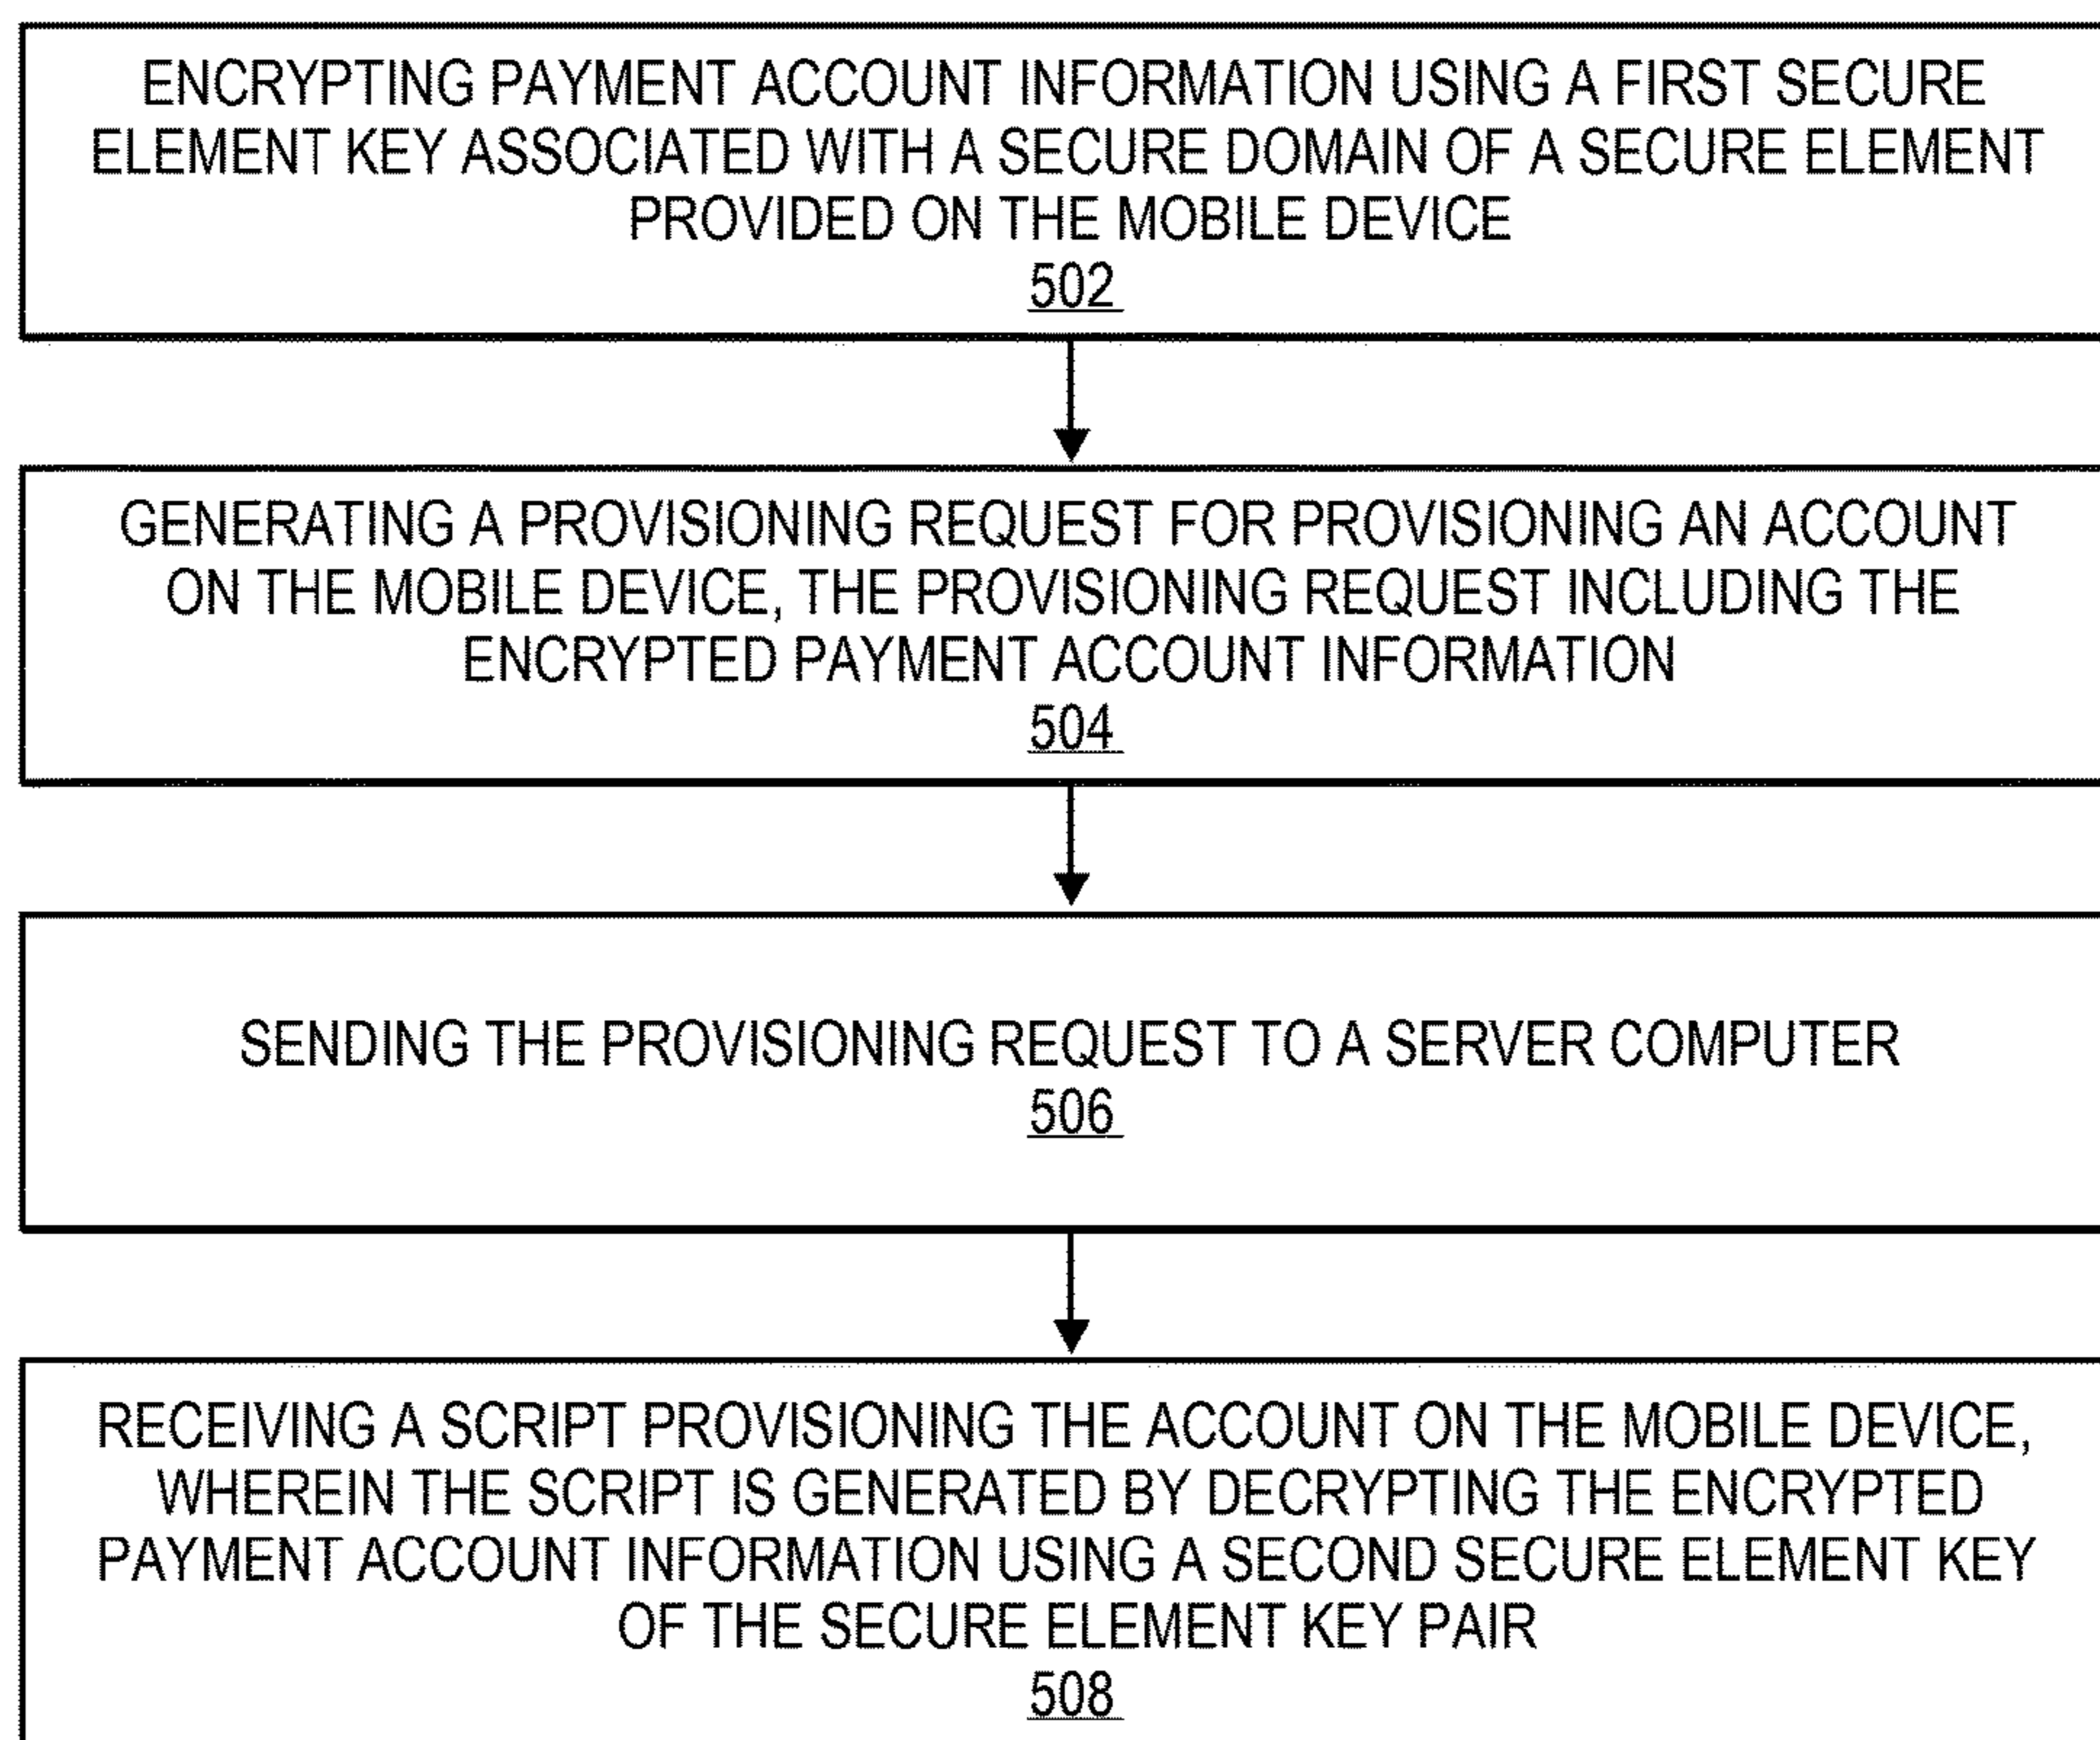 ENCRYPTING PAYMENT ACCOUNT INFORMATION USING A FIRST SECURE
ELEMENT KEY ASSOCIATED WITH A SECURE DOMAIN OF A SECURE ELEMENT
PROVIDED ON THE MOBILE DEVICE
502
GENERATING A PROVISIONING REQUEST FOR PROVISIONING AN ACCOUNT
ON THE MOBILE DEVICE, THE PROVISIONING REQUEST INCLUDING THE
ENCRYPTED PAYMENT ACCOUNT INFORMATION
504
SENDING THE PROVISIONING REQUEST TO A SERVER COMPUTER
506
RECEIVING A SCRIPT PROVISIONING THE ACCOUNT ON THE MOBILE DEVICE,
WHEREIN THE SCRIPT IS GENERATED BY DECRYPTING THE ENCRYPTED
PAYMENT ACCOUNT INFORMATION USING A SECOND SECURE ELEMENT KEY
OF THE SECURE ELEMENT KEY PAIR
508